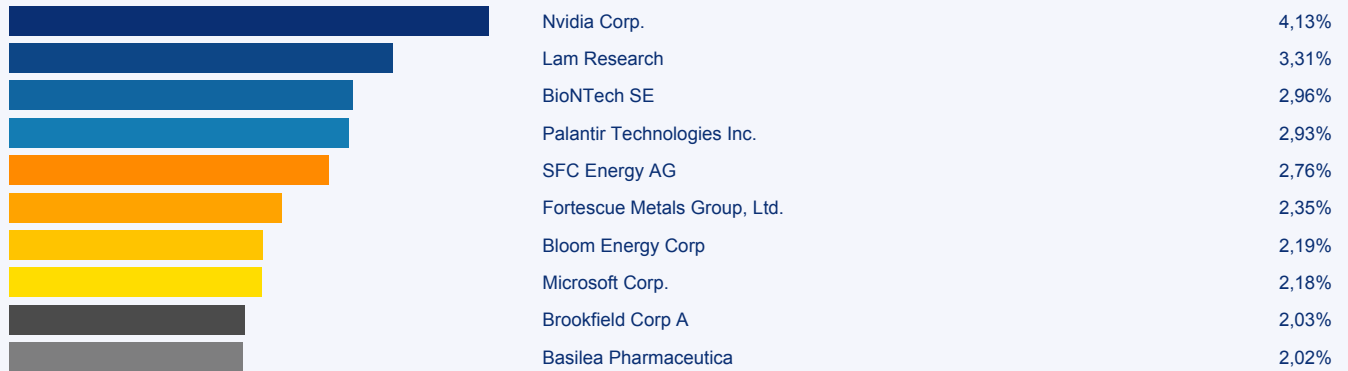 Nvidia Corp. 4,13%
Lam Research 3,31%
BioNTech SE 2,96%
Palantir Technologies Inc. 2,93%
SFC Energy AG 2,76%
Fortescue Metals Group, Ltd. 2,35%
Bloom Energy Corp 2,19%
Microsoft Corp. 2,18%
Brookfield Corp A 2,03%
Basilea Pharmaceutica 2,02%